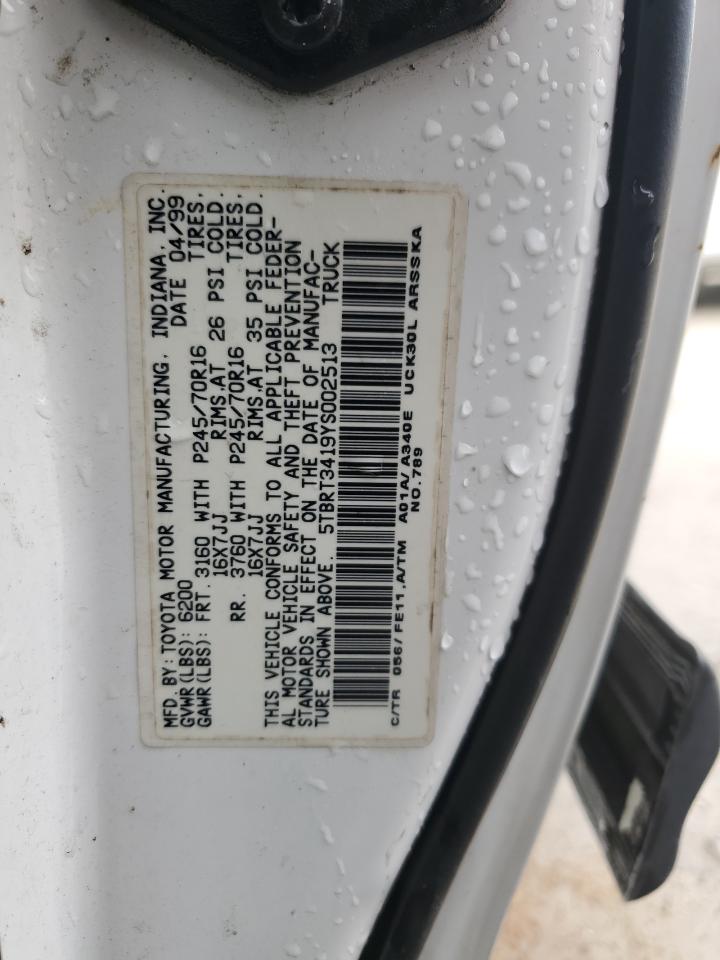 MFD. BY: TOYOTA MOTOR MANUFACTURING, INDIANA, INC.
GVWR(LBS): 6200 DATE 04/99
GAWR(LBS): FRT. 3160 WITH P245/70R16 TIRES,
16X7JJ RIMS,AT 26 PSI COLD.
RR. 3760 WITH P245/70R16 TIRES,
16X7JJ RIMS,AT 35 PSI COLD.
THIS VEHICLE CONFORMS TO ALL APPLICABLE FEDER-
AL MOTOR VEHICLE SAFETY AND THEFT PREVENTION
STANDARDS IN EFFECT ON THE DATE OF MANUFAC-
TURE SHOWN ABOVE. 5TBRT3419YS002513 TRUCK
C/TR 056/FE11,A/TM A01A/A340E UCK30L ARSSKA
NO.789